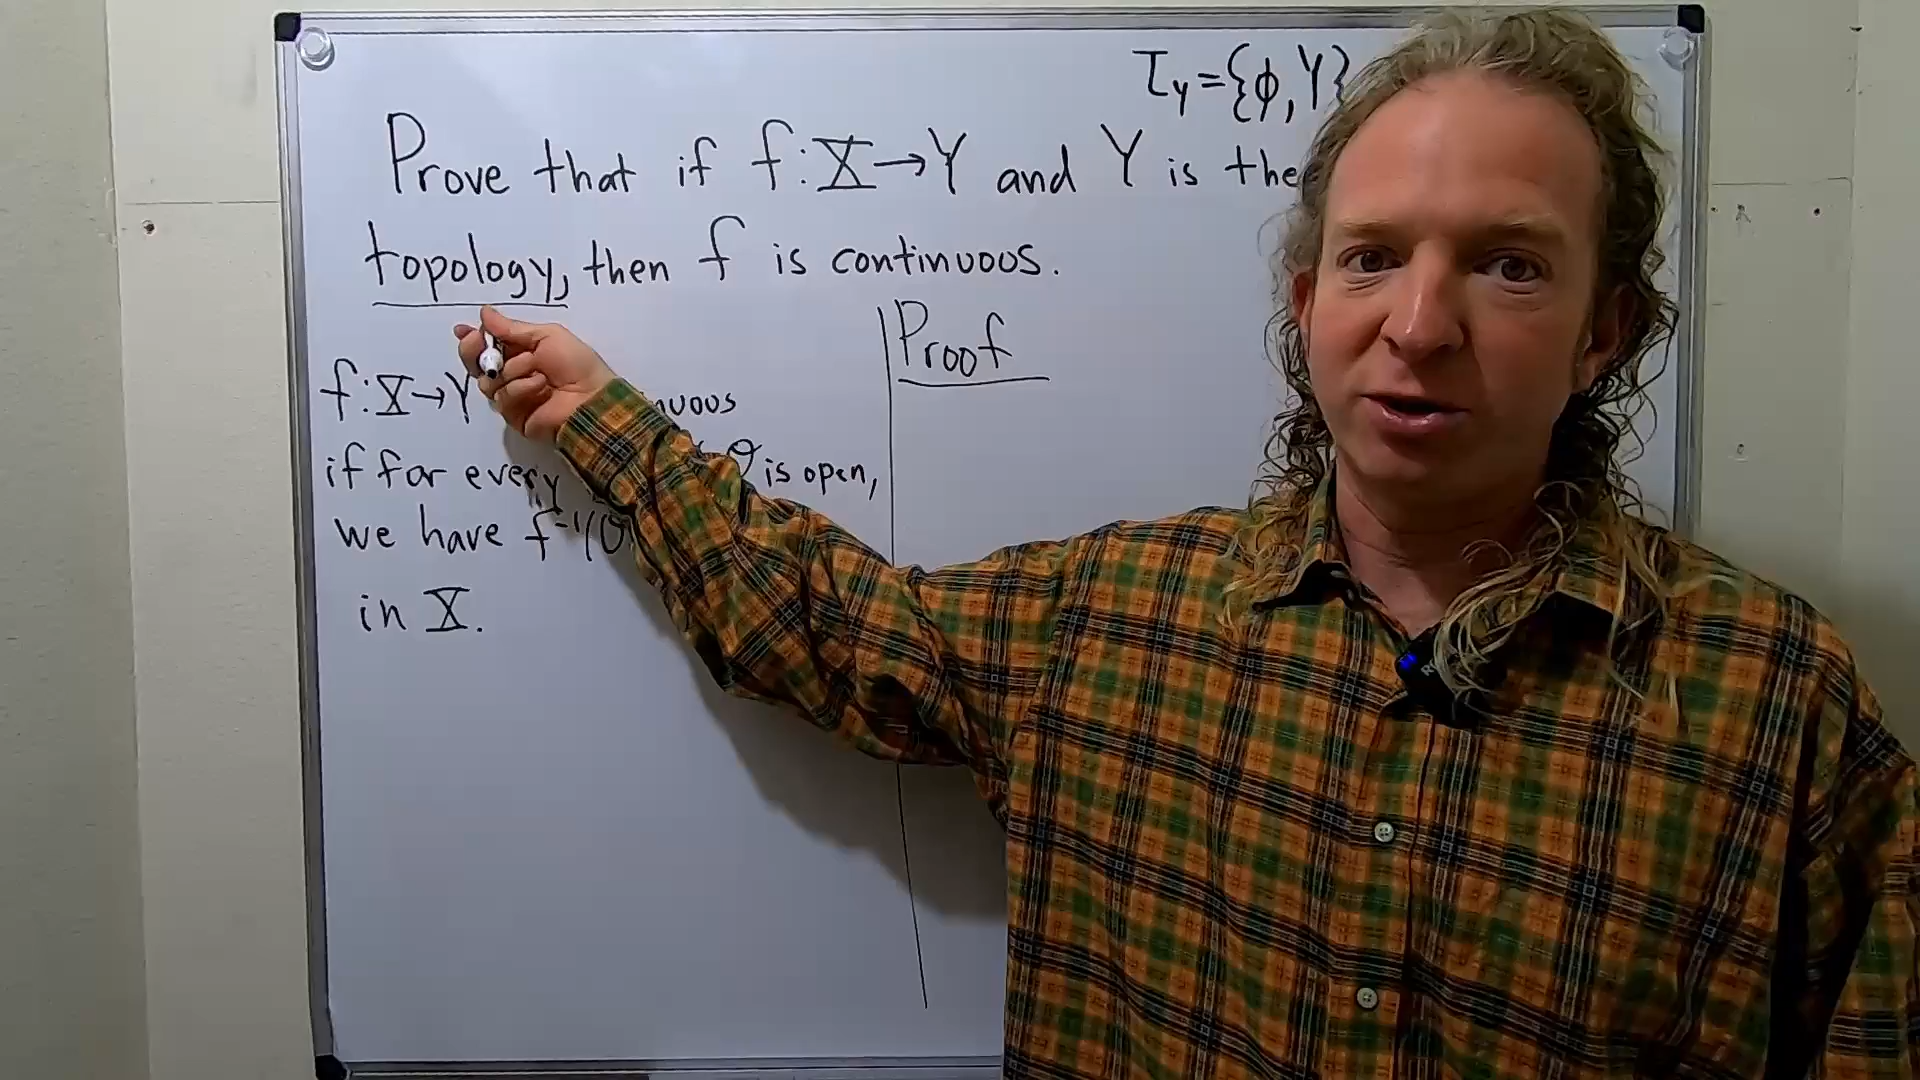 τ_Y = {ϕ, Y}
Prove that if f: X → Y and Y is the
topology, then f is continuous.
f: X → Y
if for every is open,
we have f⁻¹(O
in X.
Proof